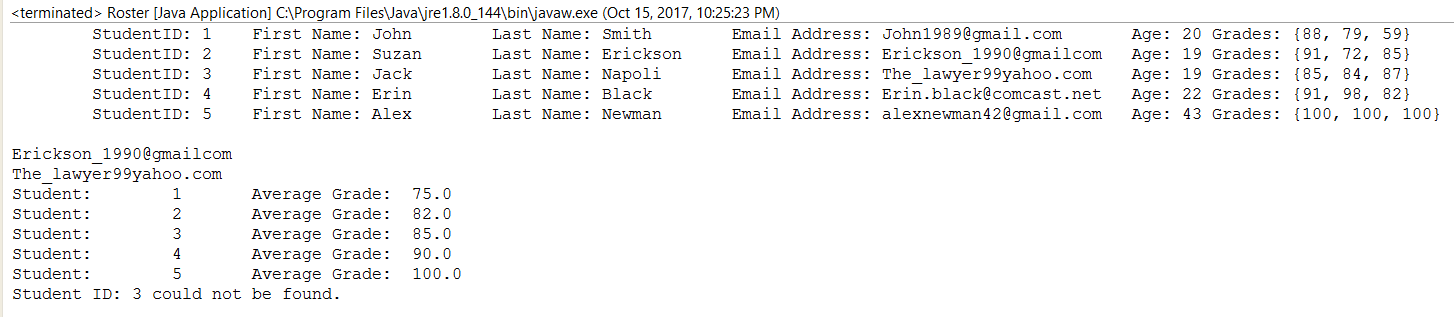 <terminated> Roster [Java Application] C:\Program Files\Java\jre1.8.0_144\bin\javaw.exe (Oct 15, 2017, 10:25:23 PM)
StudentID: 1 First Name: John Last Name: Smith Email Address: John1989@gmail.com Age: 20 Grades: {88, 79, 59}
StudentID: 2 First Name: Suzan Last Name: Erickson Email Address: Erickson_1990@gmailcom Age: 19 Grades: {91, 72, 85}
StudentID: 3 First Name: Jack Last Name: Napoli Email Address: The_lawyer99yahoo.com Age: 19 Grades: {85, 84, 87}
StudentID: 4 First Name: Erin Last Name: Black Email Address: Erin.black@comcast.net Age: 22 Grades: {91, 98, 82}
StudentID: 5 First Name: Alex Last Name: Newman Email Address: alexnewman42@gmail.com Age: 43 Grades: {100, 100, 100}
Erickson_1990@gmailcom
The_lawyer99yahoo.com
Student: 1 Average Grade: 75.0
Student: 2 Average Grade: 82.0
Student: 3 Average Grade: 85.0
Student: 4 Average Grade: 90.0
Student: 5 Average Grade: 100.0
Student ID: 3 could not be found.